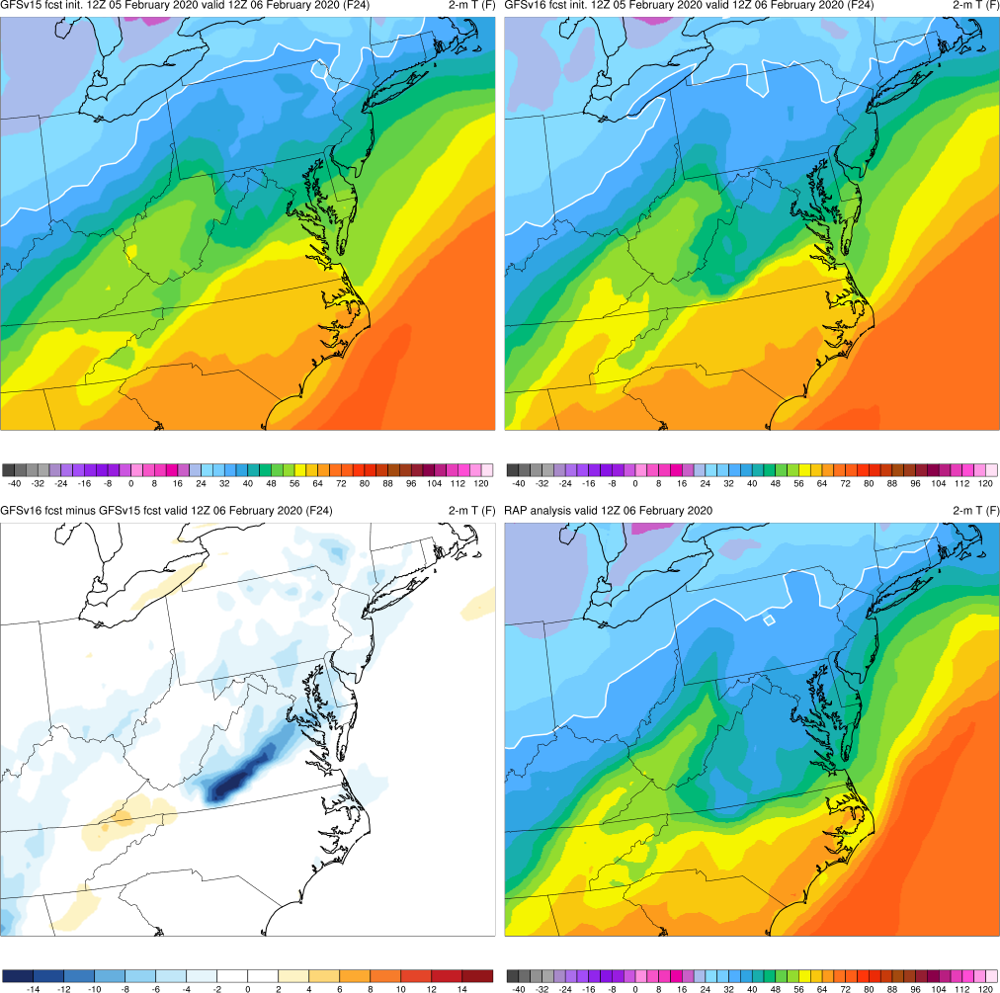 GFSv15 fcst init. 12Z 05 February 2020 valid 12Z 06 February 2020 (F24) 2-m T (F)
GFSv16 fcst init. 12Z 05 February 2020 valid 12Z 06 February 2020 (F24) 2-m T (F)
-40 -32 -24 -16 -8 0 8 16 24 32 40 48 56 64 72 80 88 96 104 112 120
-40 -32 -24 -16 -8 0 8 16 24 32 40 48 56 64 72 80 88 96 104 112 120
GFSv16 fcst minus GFSv15 fcst valid 12Z 06 February 2020 (F24) 2-m T (F)
RAP analysis valid 12Z 06 February 2020 2-m T (F)
-14 -12 -10 -8 -6 -4 -2 0 2 4 6 8 10 12 14
-40 -32 -24 -16 -8 0 8 16 24 32 40 48 56 64 72 80 88 96 104 112 120